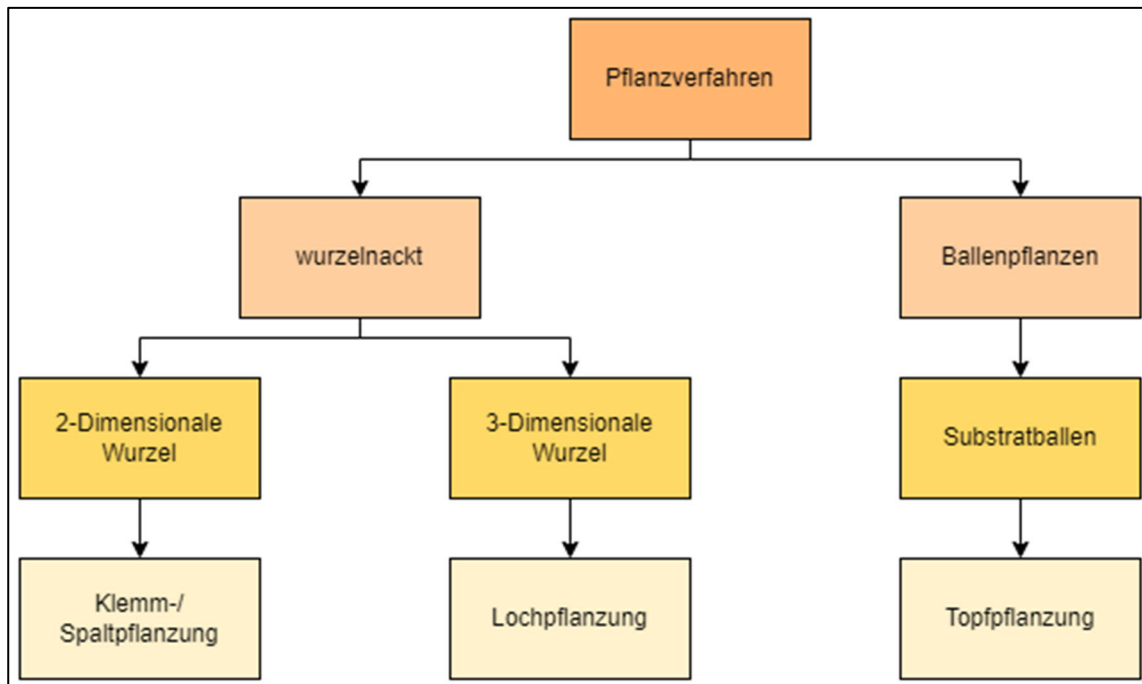 Pflanzverfahren
wurzelnackt
Ballenpflanzen
2-Dimensionale
Wurzel
3-Dimensionale
Wurzel
Substratballen
Klemm-/
Spaltpflanzung
Lochpflanzung
Topfpflanzung